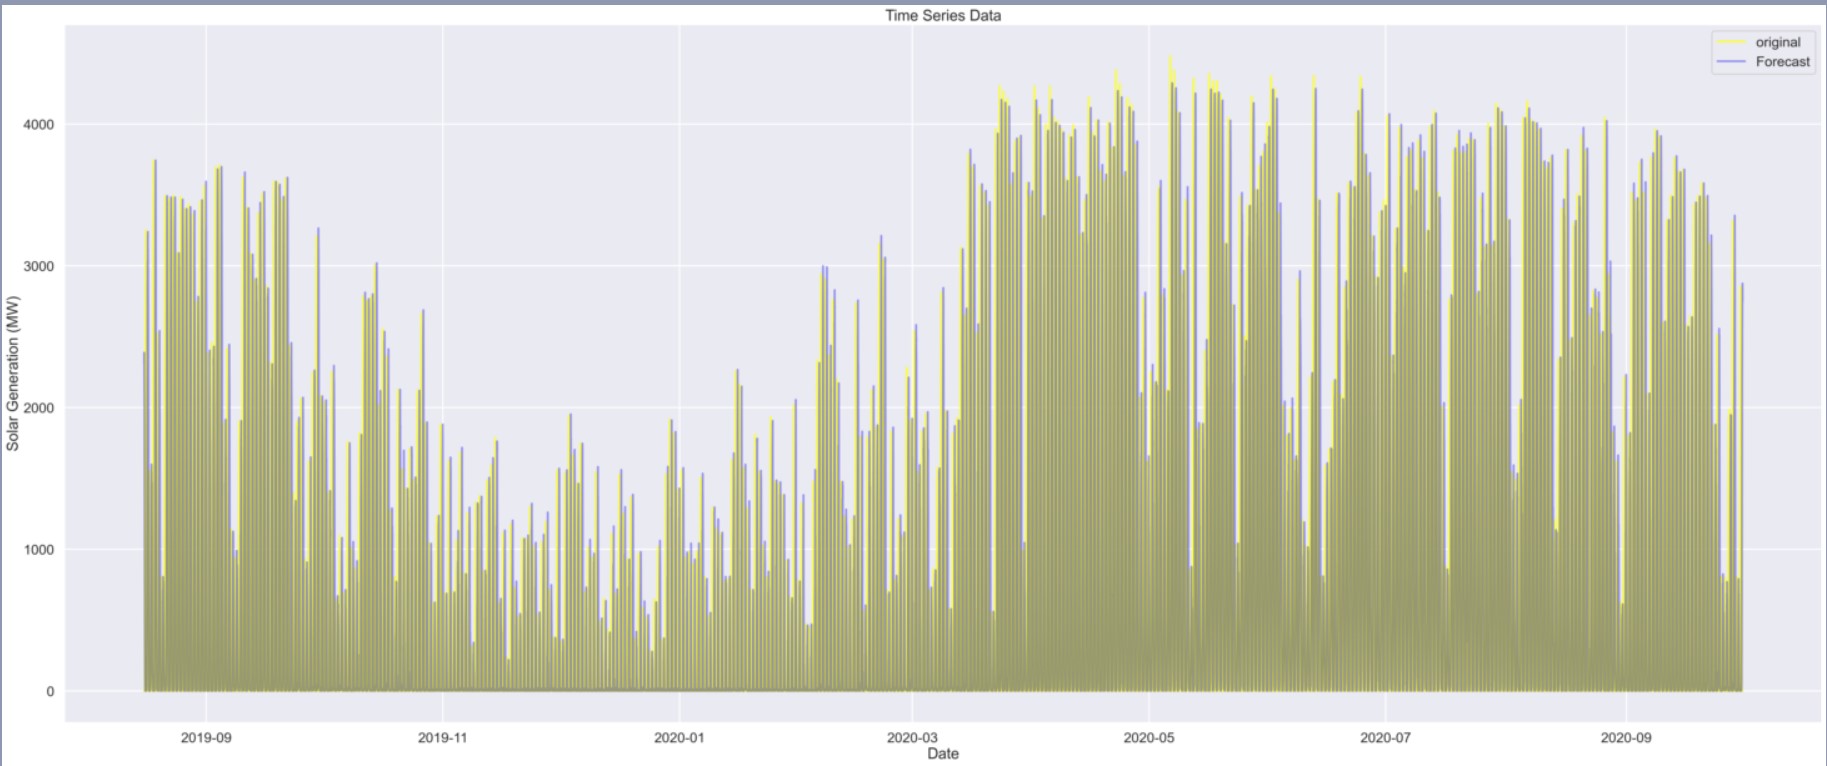 Time Series Data
original
Forecast
4000
3000
2000
1000
0
Solar Generation (MW)
2019-09
2019-11
2020-01
2020-03
2020-05
2020-07
2020-09
Date